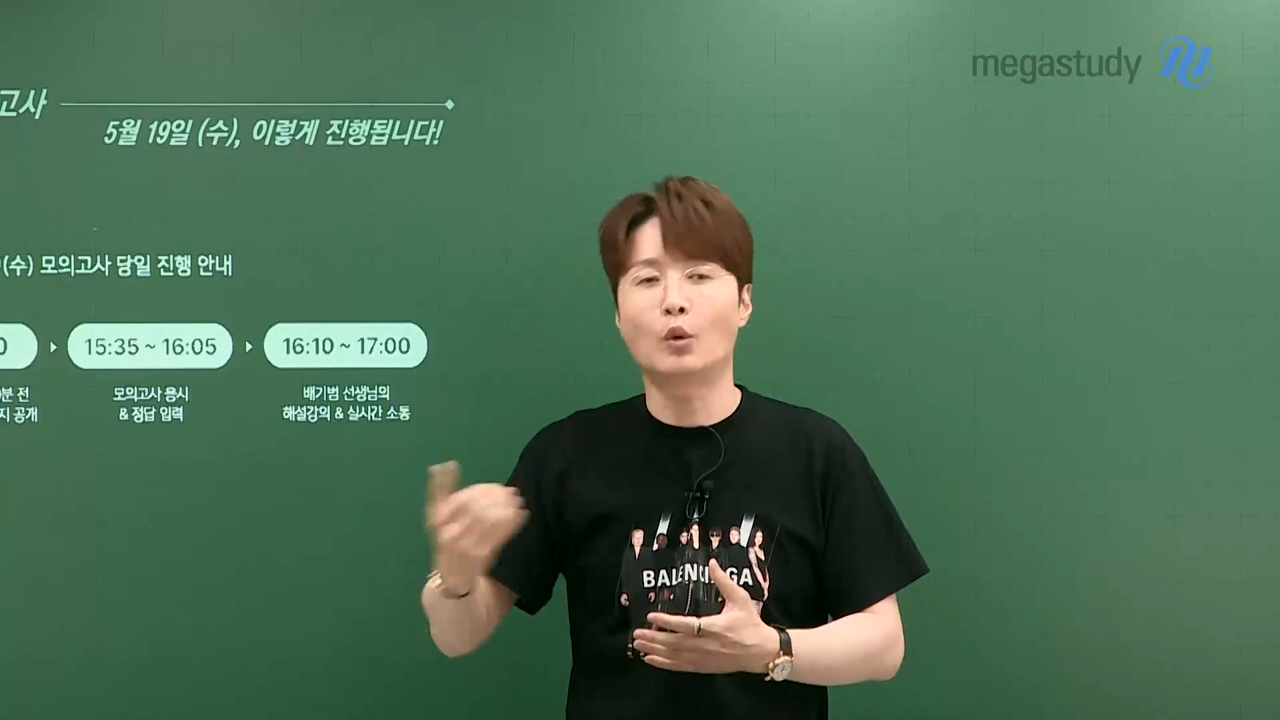 megastudy
고사
5월 19일 (수), 이렇게 진행됩니다!
(수) 모의고사 당일 진행 안내
0
15:35 ~ 16:05
16:10 ~ 17:00
분 전
지 공개
모의고사 응시
& 정답 입력
배기범 선생님의
해설강의 & 실시간 소통
BALENCIAGA